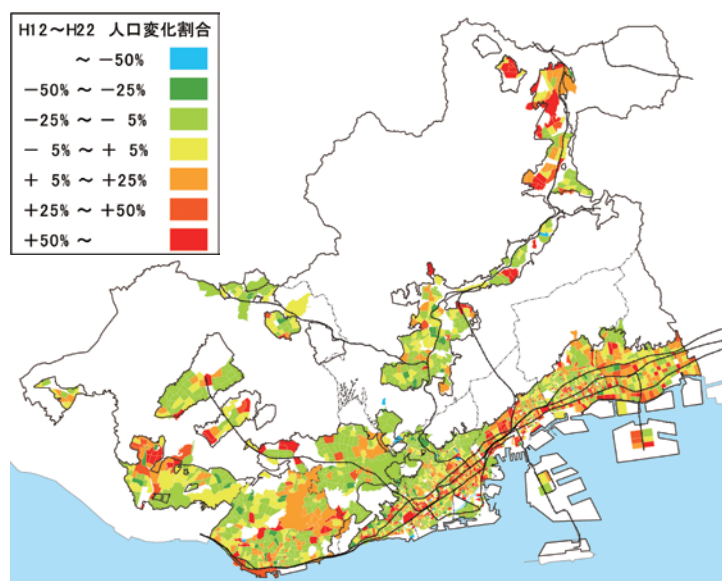 H12～H22 人口変化割合
～ －50%
－50% ～ －25%
－25% ～ － 5%
－ 5% ～ ＋ 5%
＋ 5% ～ ＋25%
＋25% ～ ＋50%
＋50% ～